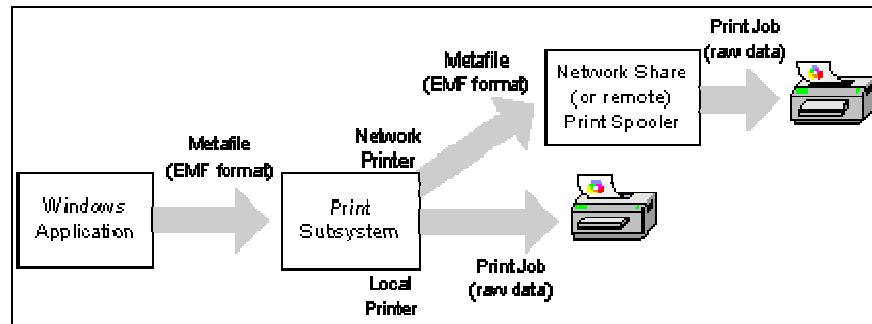 Print Job
(raw data)
Metafile
(EMF format)
Network Share
(or remote)
Print Spooler
Network
Printer
Metafile
(EMF format)
Windows
Application
Print
Subsystem
Print Job
(raw data)
Local
Printer